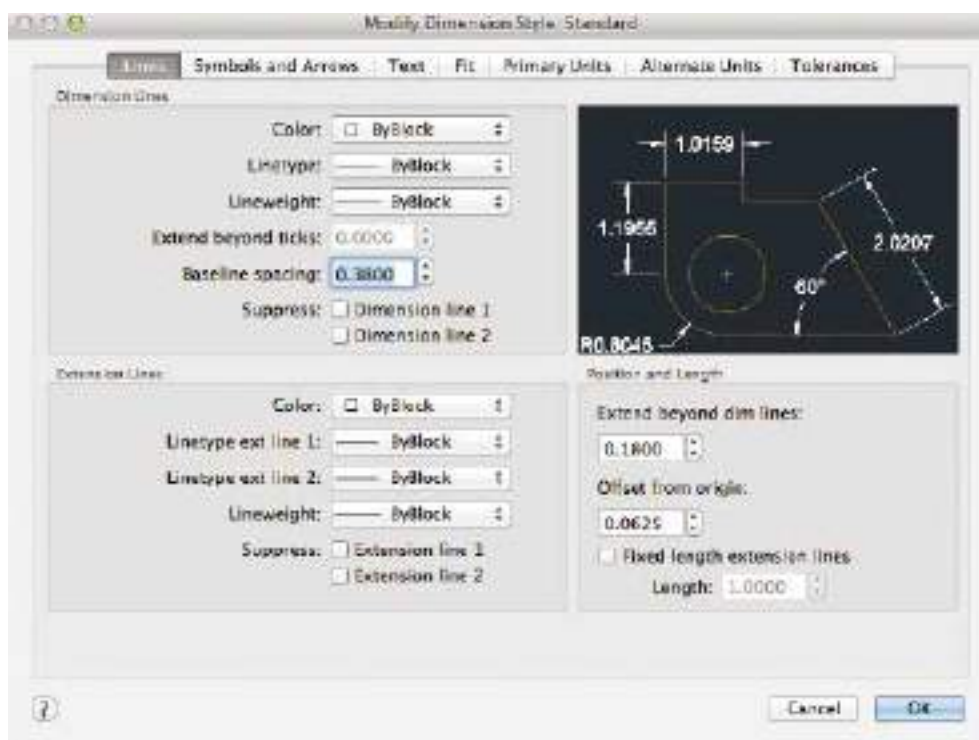 Modify Dimension Style: Standard
Lines Symbols and Arrows Text Fit Primary Units Alternate Units Tolerances
Dimension Lines
Color: ByBlock
Linetype: ByBlock
Lineweight: ByBlock
Extend beyond ticks: 0.0000
Baseline spacing: 0.3800
Suppress: Dimension line 1
Dimension line 2
1.0159
1.1955
2.0207
60°
R0.8045
Extension Lines
Color: ByBlock
Linetype ext line 1: ByBlock
Linetype ext line 2: ByBlock
Lineweight: ByBlock
Suppress: Extension line 1
Extension line 2
Position and Length
Extend beyond dim lines:
0.1800
Offset from origin:
0.0625
Fixed length extension lines
Length: 1.0000
?
Cancel OK